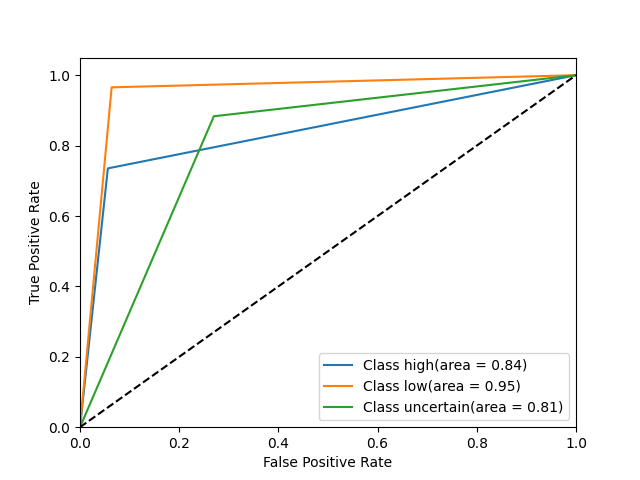 1.0
0.8
0.6
0.4
0.2
0.0
True Positive Rate
0.0 0.2 0.4 0.6 0.8 1.0
False Positive Rate
Class high(area = 0.84)
Class low(area = 0.95)
Class uncertain(area = 0.81)